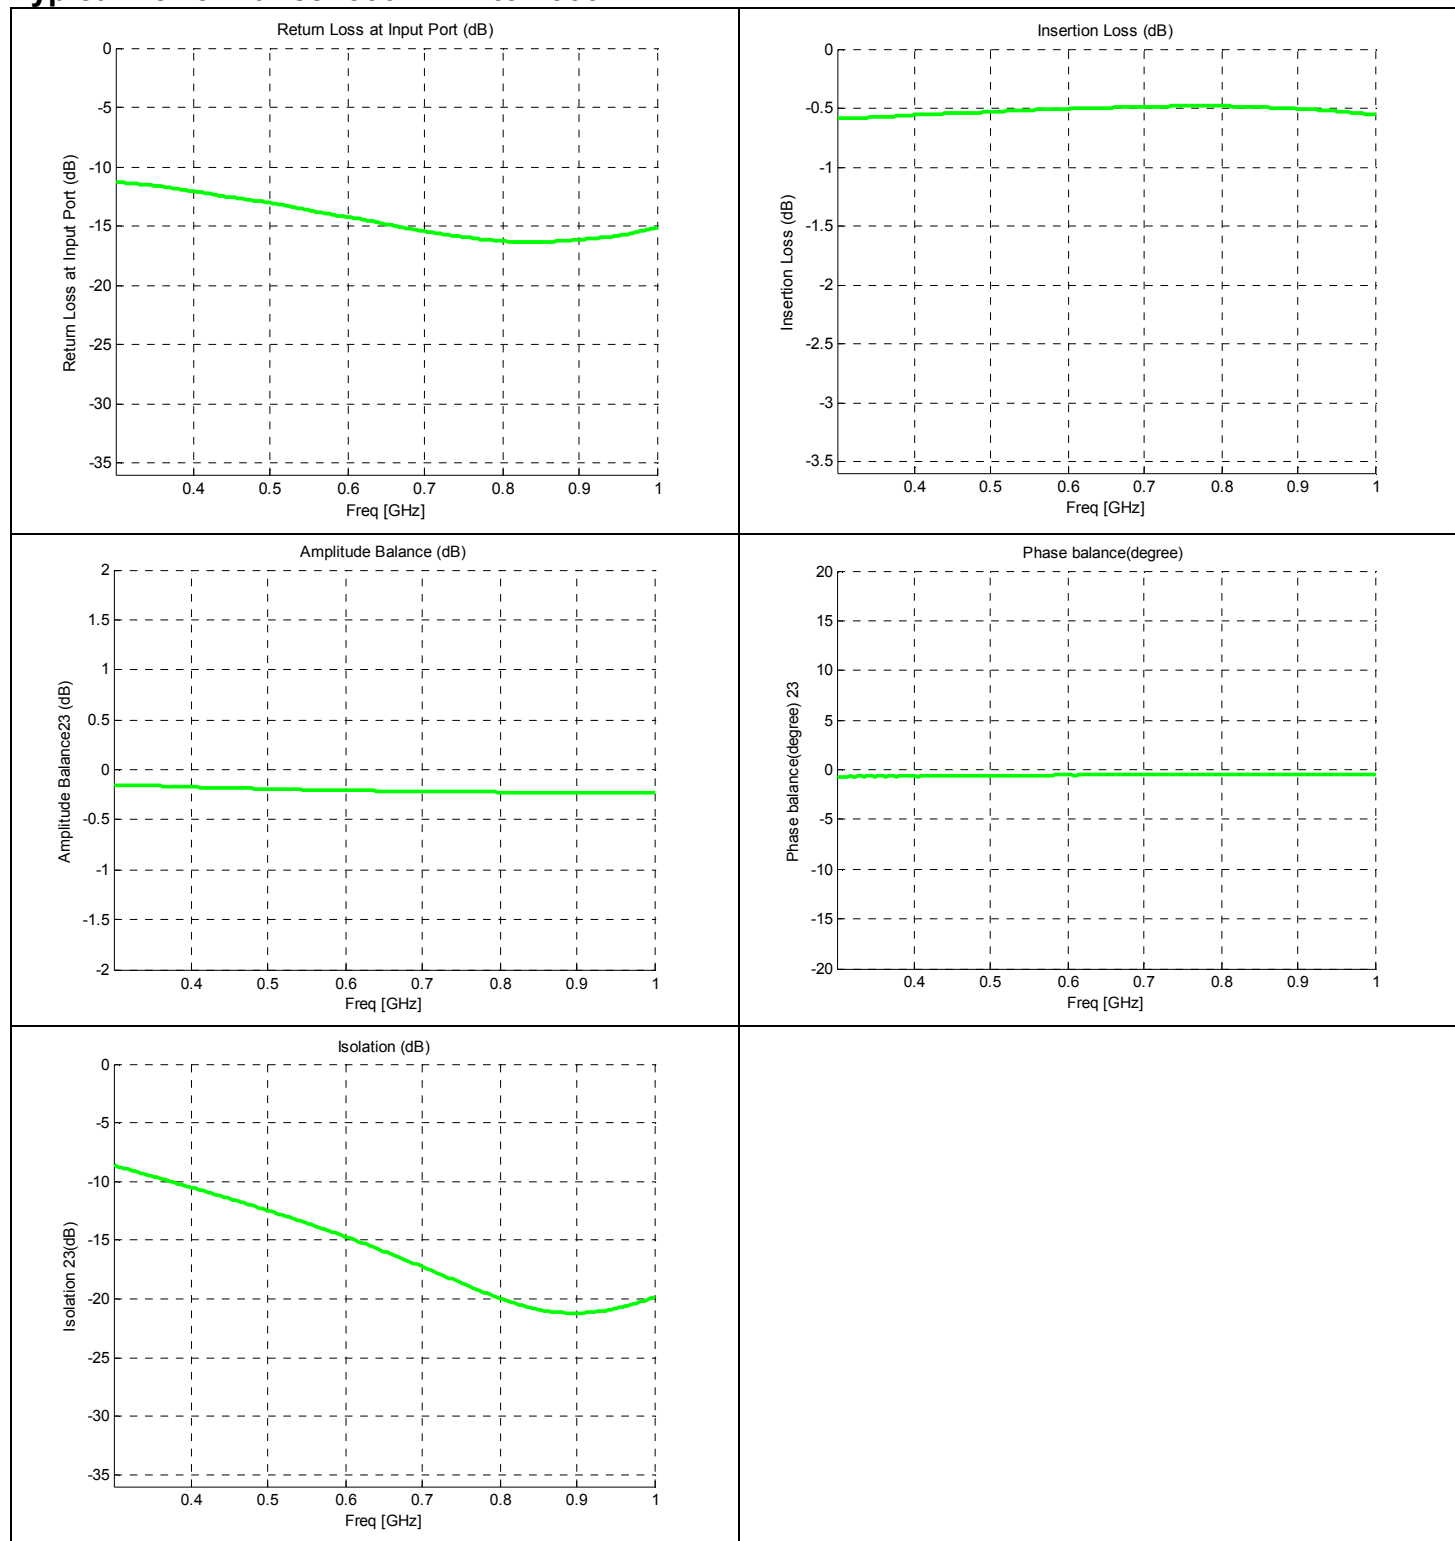 Return Loss at Input Port (dB)
0
-5
-10
-15
-20
-25
-30
-35
Return Loss at Input Port (dB)
0.4 0.5 0.6 0.7 0.8 0.9 1
Freq [GHz]
Insertion Loss (dB)
0
-0.5
-1
-1.5
-2
-2.5
-3
-3.5
Insertion Loss (dB)
0.4 0.5 0.6 0.7 0.8 0.9 1
Freq [GHz]
Amplitude Balance (dB)
2
1.5
1
0.5
0
-0.5
-1
-1.5
-2
Amplitude Balance23 (dB)
0.4 0.5 0.6 0.7 0.8 0.9 1
Freq [GHz]
Phase balance(degree)
20
15
10
5
0
-5
-10
-15
-20
Phase balance(degree) 23
0.4 0.5 0.6 0.7 0.8 0.9 1
Freq [GHz]
Isolation (dB)
0
-5
-10
-15
-20
-25
-30
-35
Isolation 23(dB)
0.4 0.5 0.6 0.7 0.8 0.9 1
Freq [GHz]